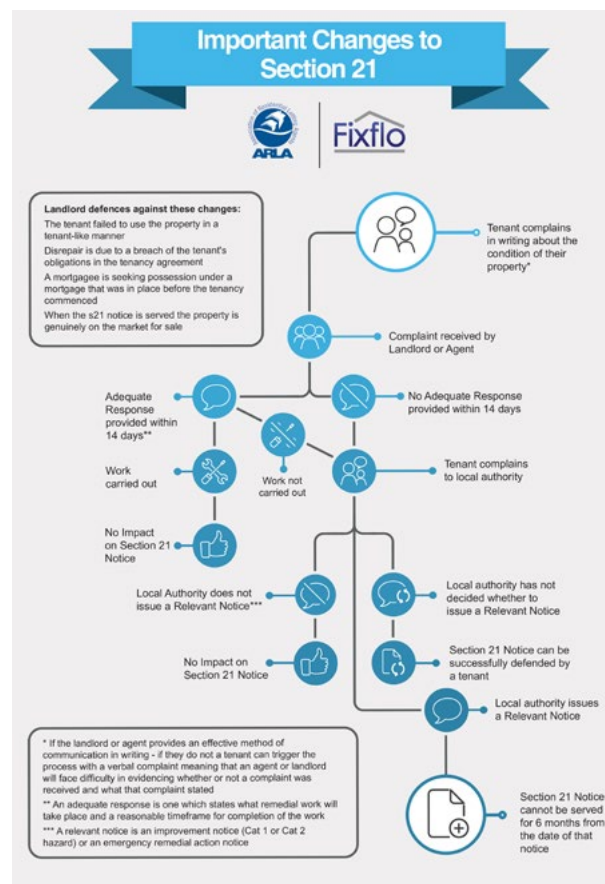 Important Changes to
Section 21
Association of Residential Letting Agents
ARLA
Fixflo
Landlord defences against these changes:
The tenant failed to use the property in a
tenant-like manner
Disrepair is due to a breach of the tenant's
obligations in the tenancy agreement
A mortgagee is seeking possession under a
mortgage that was in place before the tenancy
commenced
When the s21 notice is served the property is
genuinely on the market for sale
Tenant complains
in writing about the
condition of their
property*
Complaint received by
Landlord or Agent
Adequate
Response
provided within
14 days**
No Adequate Response
provided within 14 days
Work
carried out
Work not
carried out
Tenant complains
to local authority
No Impact
on Section 21
Notice
Local Authority does not
issue a Relevant Notice***
Local authority has not
decided whether to
issue a Relevant Notice
No Impact on
Section 21 Notice
Section 21 Notice can be
successfully defended by
a tenant
Local authority issues
a Relevant Notice
* If the landlord or agent provides an effective method of
communication in writing - if they do not a tenant can trigger the
process with a verbal complaint meaning that an agent or landlord
will face difficulty in evidencing whether or not a complaint was
received and what that complaint stated
** An adequate response is one which states what remedial work will
take place and a reasonable timeframe for completion of the work
*** A relevant notice is an improvement notice (Cat 1 or Cat 2
hazard) or an emergency remedial action notice
Section 21 Notice
cannot be served
for 6 months from
the date of that
notice